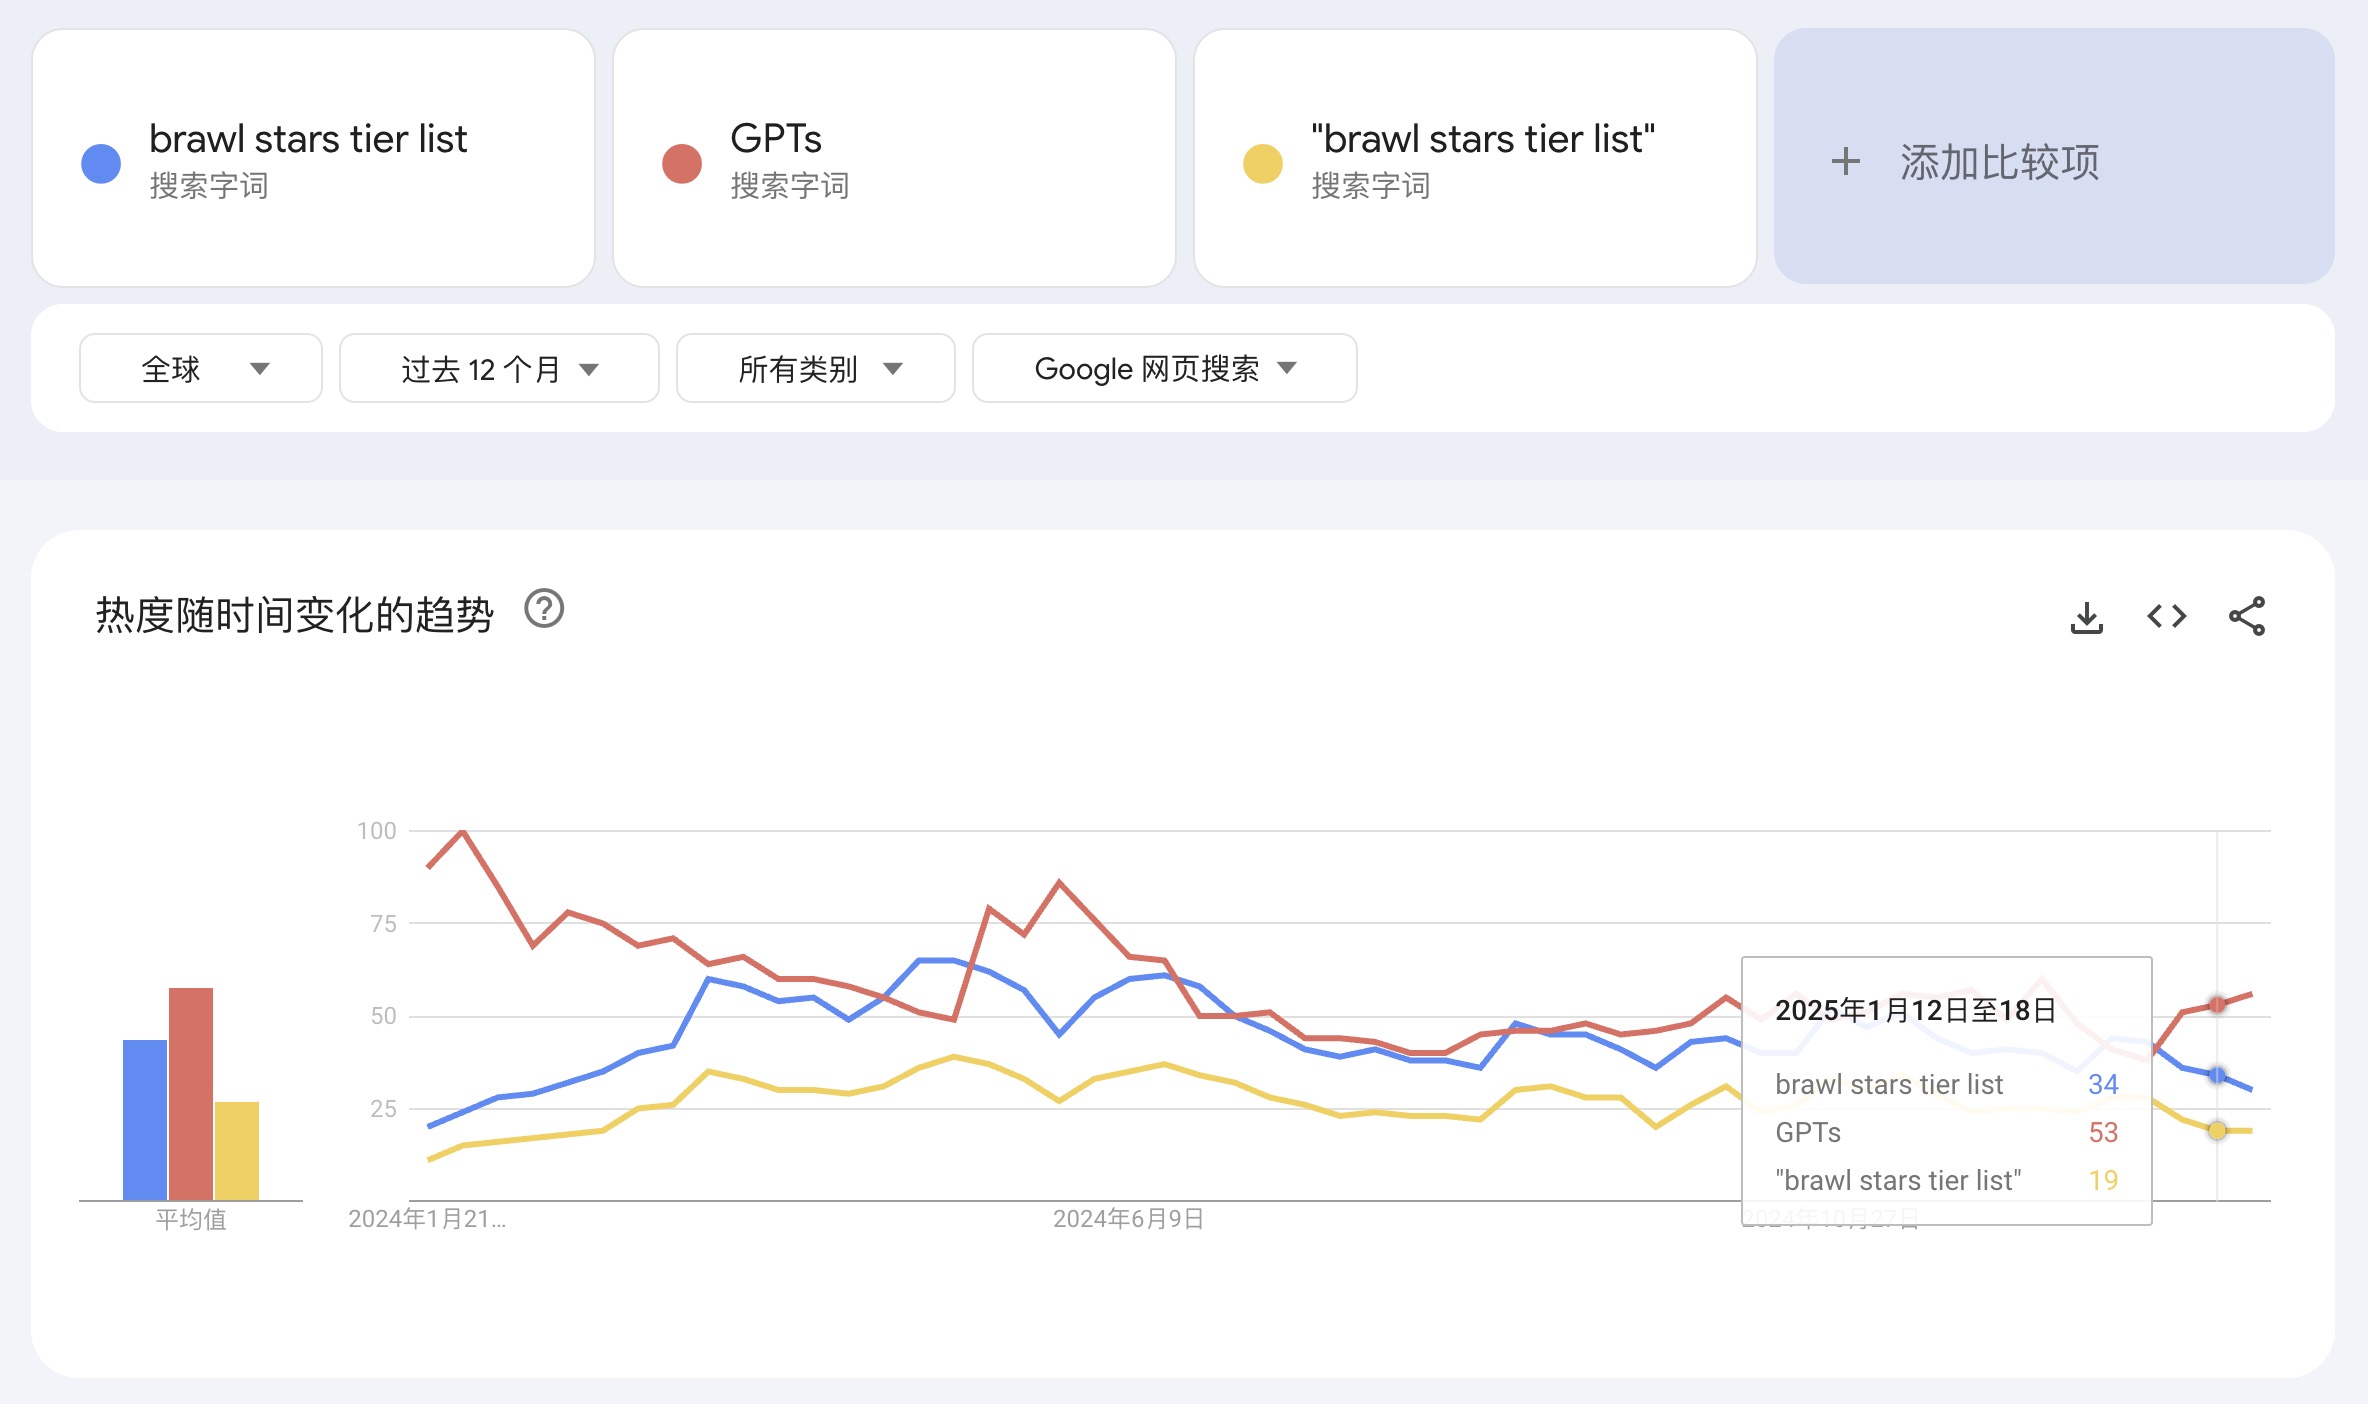 brawl stars tier list
搜索字词
GPTs
搜索字词
"brawl stars tier list"
搜索字词
添加比较项
全球
过去 12 个月
所有类别
Google 网页搜索
热度随时间变化的趋势
100
75
50
25
平均值
2024年1月21...
2024年6月9日
2024年10月27日
2025年1月12日至18日
brawl stars tier list 34
GPTs 53
"brawl stars tier list" 19